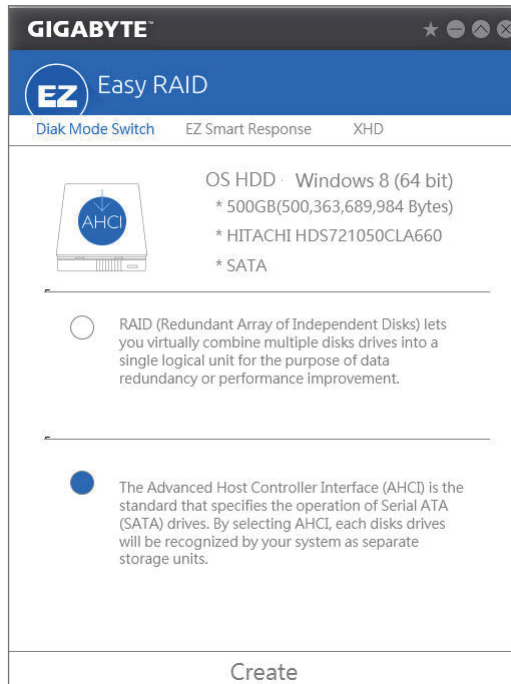 GIGABYTE™
EZ Easy RAID
Diak Mode Switch EZ Smart Response XHD
AHCI
OS HDD · Windows 8 (64 bit)
* 500GB(500,363,689,984 Bytes)
* HITACHI HDS721050CLA660
* SATA
RAID (Redundant Array of Independent Disks) lets
you virtually combine multiple disks drives into a
single logical unit for the purpose of data
redundancy or performance improvement.
The Advanced Host Controller Interface (AHCI) is the
standard that specifies the operation of Serial ATA
(SATA) drives. By selecting AHCI, each disks drives
will be recognized by your system as separate
storage units.
Create